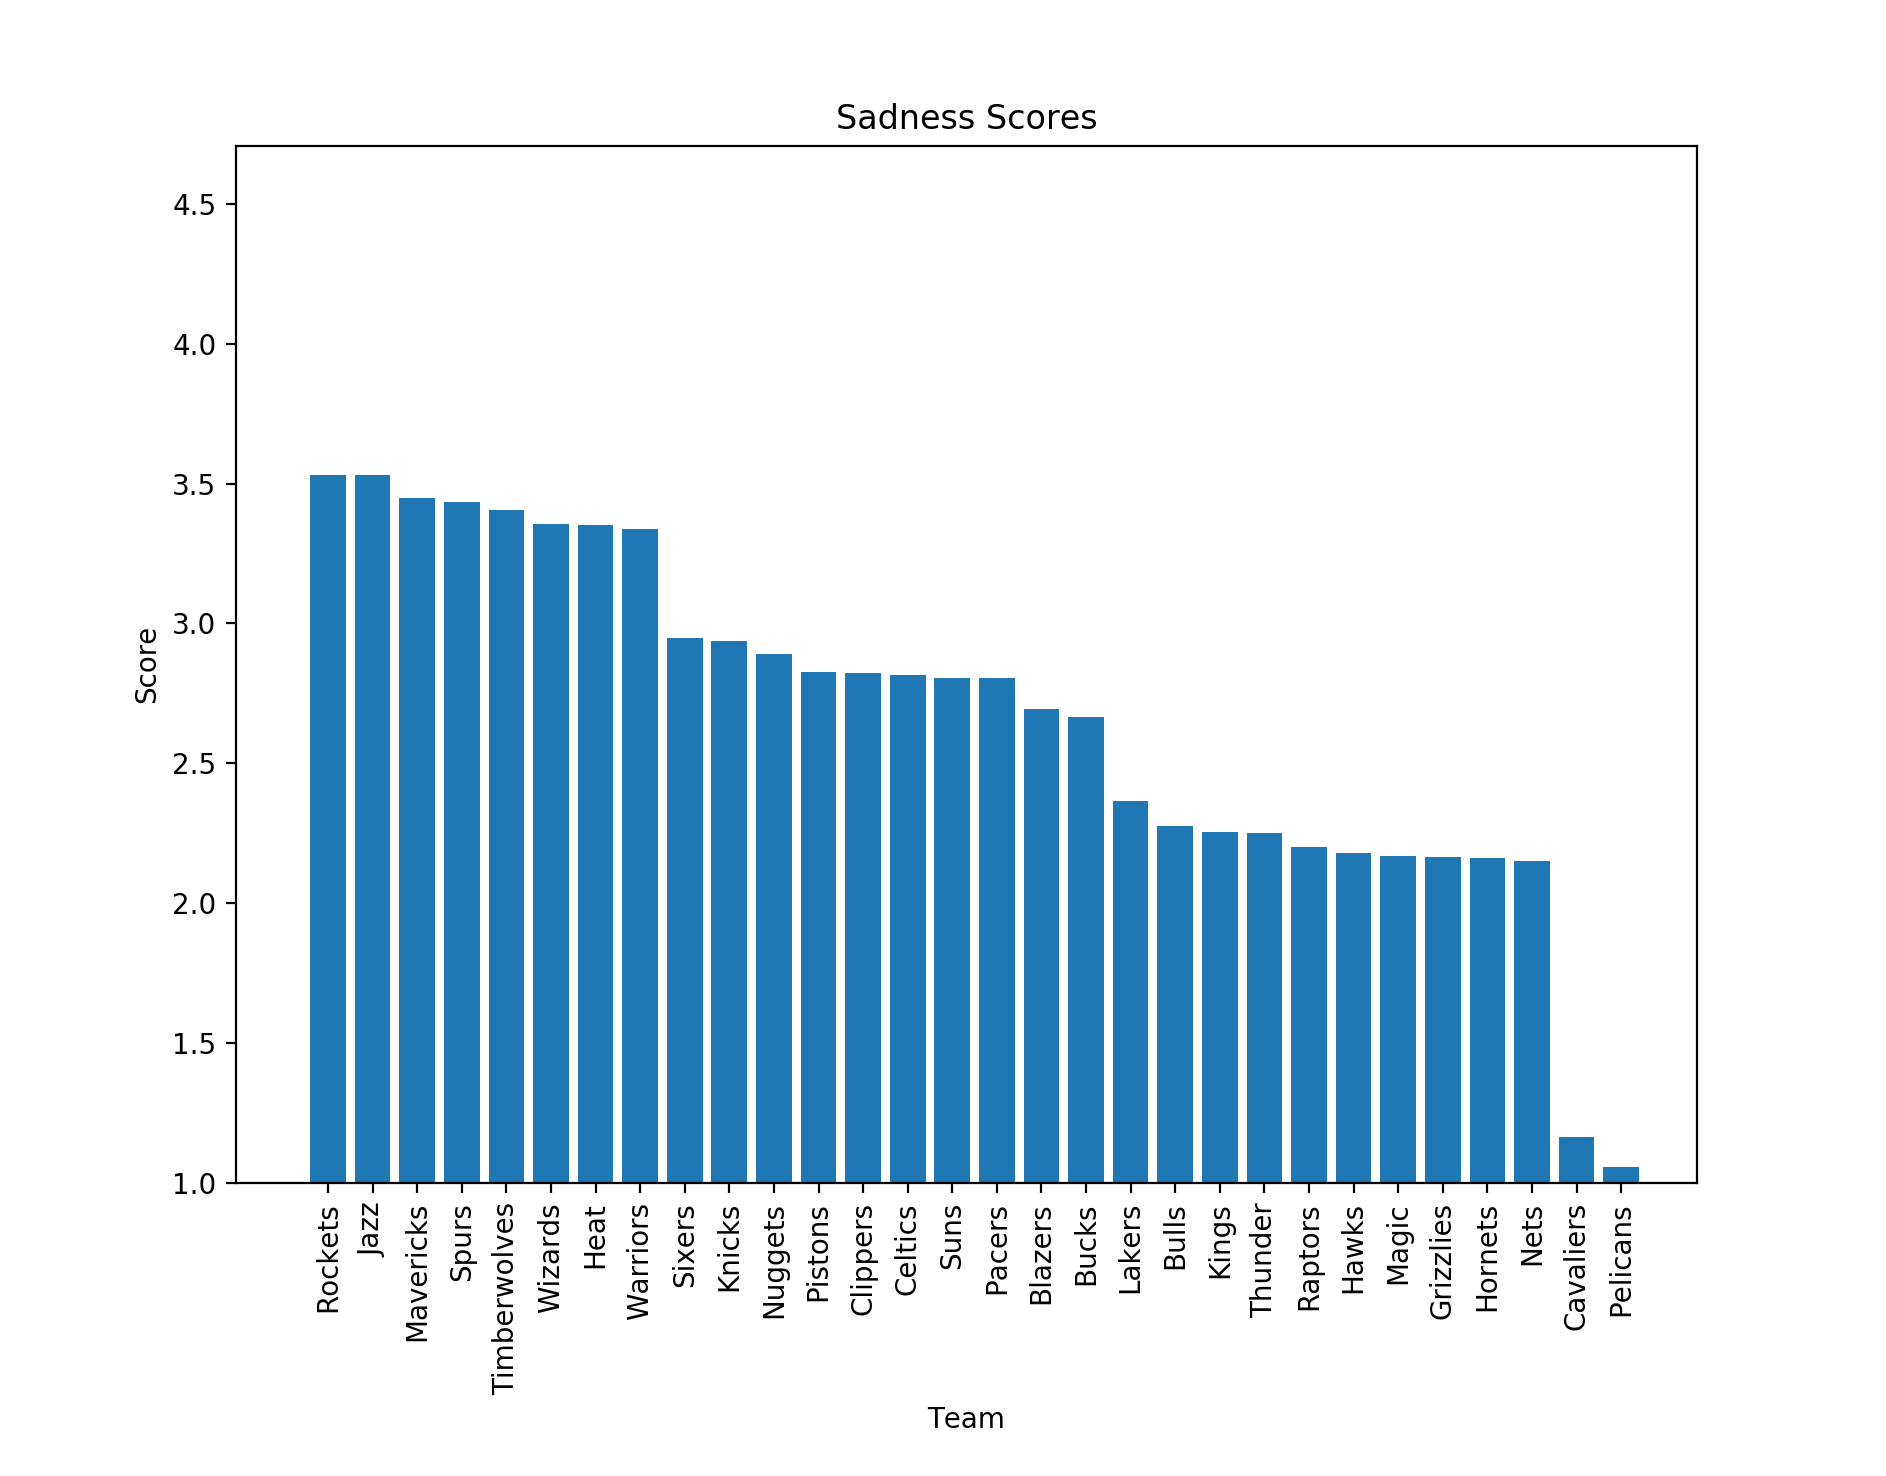 Sadness Scores
4.5
4.0
3.5
3.0
2.5
2.0
1.5
1.0
Score
Rockets
Jazz
Mavericks
Spurs
Timberwolves
Wizards
Heat
Warriors
Sixers
Knicks
Nuggets
Pistons
Clippers
Celtics
Suns
Pacers
Blazers
Bucks
Lakers
Bulls
Kings
Thunder
Raptors
Hawks
Magic
Grizzlies
Hornets
Nets
Cavaliers
Pelicans
Team